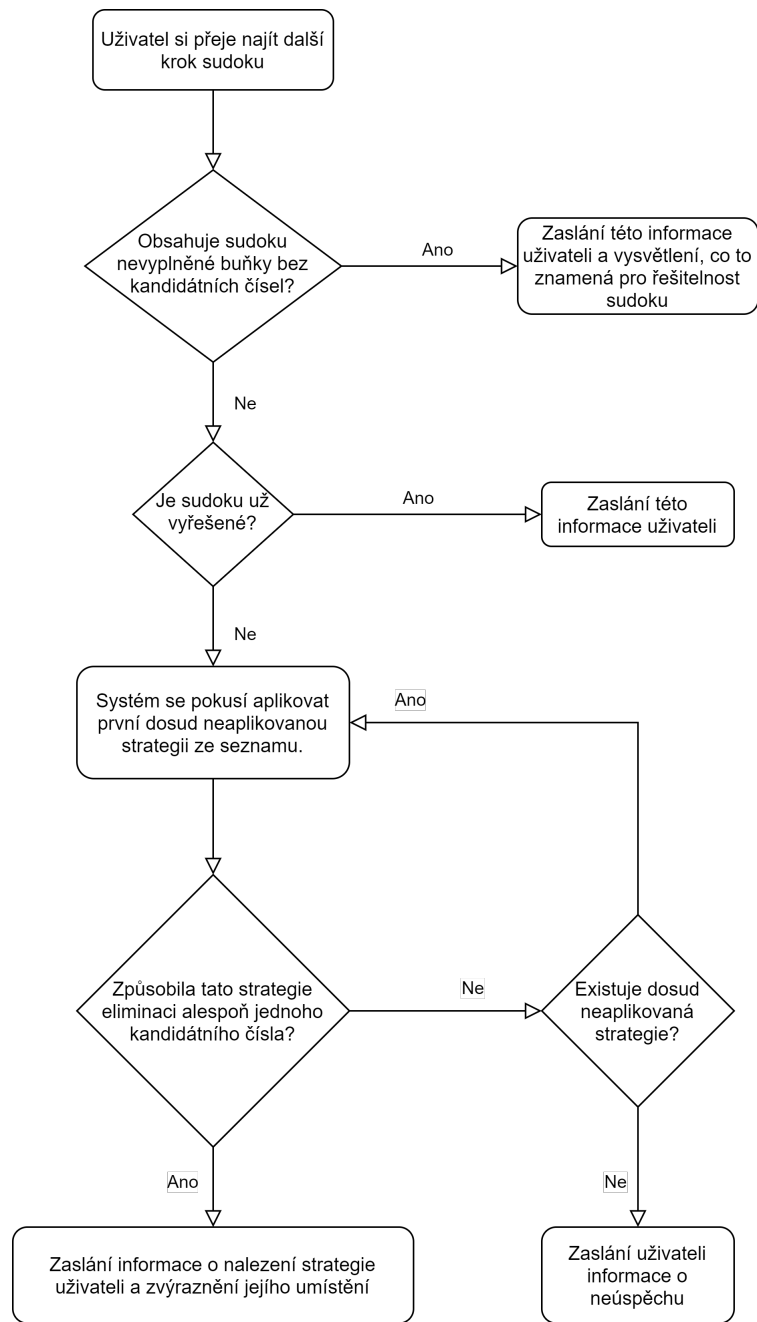 Uživatel si přeje najít další
krok sudoku
Obsahuje sudoku
nevyplněné buňky bez
kandidátních čísel?
Ano
Zaslání této informace
uživateli a vysvětlení, co to
znamená pro řešitelnost
sudoku
Ne
Je sudoku už
vyřešené?
Ano
Zaslání této
informace uživateli
Ne
Systém se pokusí aplikovat
první dosud neaplikovanou
strategii ze seznamu.
Ano
Způsobila tato strategie
eliminaci alespoň jednoho
kandidátního čísla?
Ne
Existuje dosud
neaplikovaná
strategie?
Ano
Ne
Zaslání informace o nalezení strategie
uživateli a zvýraznění jejího umístění
Zaslání uživateli
informace o
neúspěchu